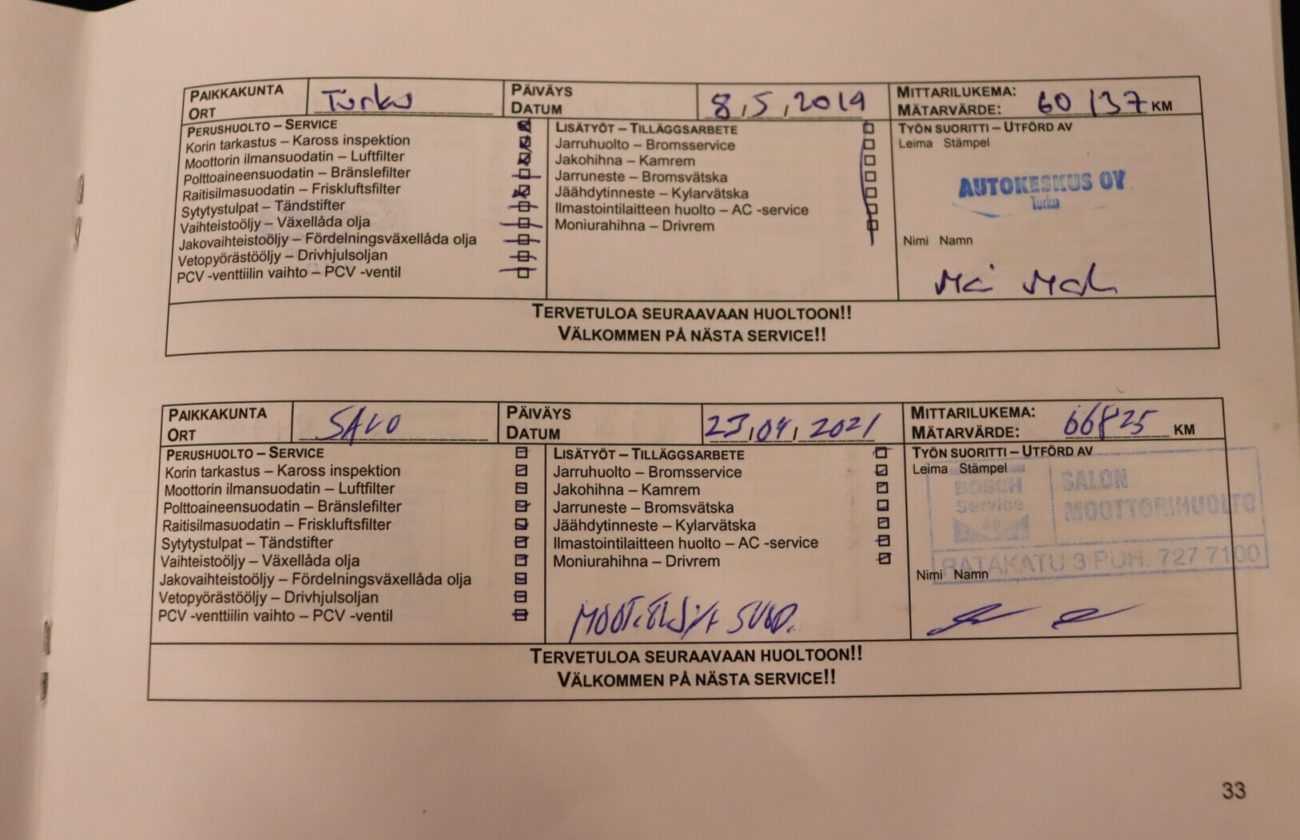 PAIKKAKUNTA
ORT Turku
PÄIVÄYS
DATUM 8,5,2019
MITTARILUKEMA:
MÄTARVÄRDE: 60 137 KM
PERUSHUOLTO – SERVICE
Korin tarkastus – Kaross inspektion
Moottorin ilmansuodatin – Luftfilter
Polttoaineensuodatin – Bränslefilter
Raitisilmasuodatin – Friskluftsfilter
Sytytystulpat – Tändstifter
Vaihteistoöljy – Växellåda olja
Jakovaihteistoöljy – Fördelningsväxellåda olja
Vetopyörästööljy – Drivhjulsoljan
PCV -venttiilin vaihto – PCV -ventil
LISÄTYÖT – TILLÄGGSARBETE
Jarruhuolto – Bromsservice
Jakohihna – Kamrem
Jarruneste – Bromsvätska
Jäähdytinneste – Kylarvätska
Ilmastointilaitteen huolto – AC -service
Moniurahihna – Drivrem
TYÖN SUORITTI – UTFÖRD AV
Leima Stämpel
AUTOKESKUS OY
Turku
Nimi Namn
TERVETULOA SEURAAVAAN HUOLTOON!!
VÄLKOMMEN PÅ NÄSTA SERVICE!!
PAIKKAKUNTA
ORT SALO
PÄIVÄYS
DATUM 23,04,2021
MITTARILUKEMA:
MÄTARVÄRDE: 66825 KM
PERUSHUOLTO – SERVICE
Korin tarkastus – Kaross inspektion
Moottorin ilmansuodatin – Luftfilter
Polttoaineensuodatin – Bränslefilter
Raitisilmasuodatin – Friskluftsfilter
Sytytystulpat – Tändstifter
Vaihteistoöljy – Växellåda olja
Jakovaihteistoöljy – Fördelningsväxellåda olja
Vetopyörästööljy – Drivhjulsoljan
PCV -venttiilin vaihto – PCV -ventil
LISÄTYÖT – TILLÄGGSARBETE
Jarruhuolto – Bromsservice
Jakohihna – Kamrem
Jarruneste – Bromsvätska
Jäähdytinneste – Kylarvätska
Ilmastointilaitteen huolto – AC -service
Moniurahihna – Drivrem
TYÖN SUORITTI – UTFÖRD AV
Leima Stämpel
BOSCH
Service
SALON
MOOTTORIHUOLTO
RATAKATU 3 PUH. 727 7100
Nimi Namn
TERVETULOA SEURAAVAAN HUOLTOON!!
VÄLKOMMEN PÅ NÄSTA SERVICE!!
33